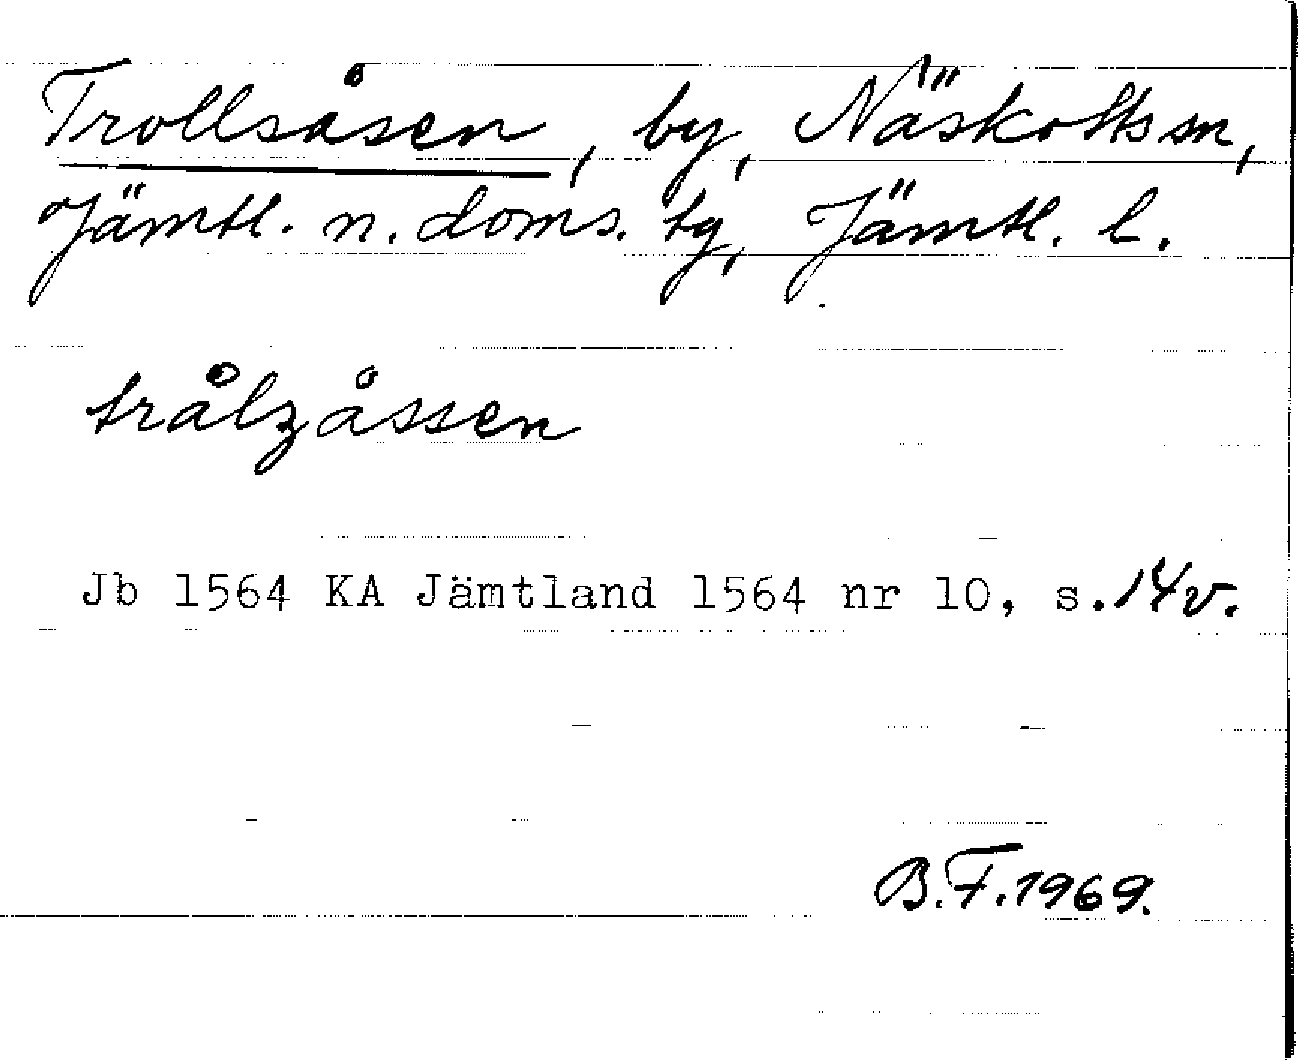 Trollsåsen, by, Näskotts sn,
Jämtl. n. doms. tg, Jämtl. l.
trålzåssen
Jb 1564 KA Jämtland 1564 nr 10, s.14v.
B.F.1969.